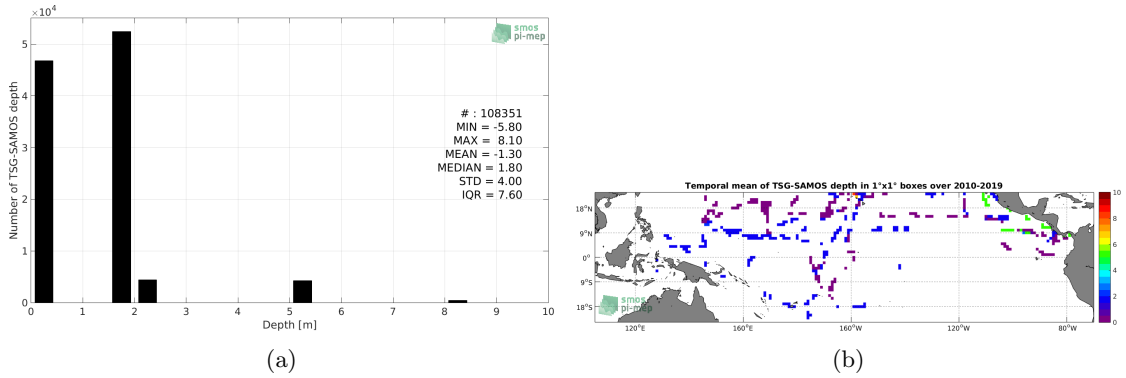 ×10⁴
5
4
3
2
1
0
Number of TSG-SAMOS depth
0 1 2 3 4 5 6 7 8 9 10
Depth [m]
smos
pi-mep
# : 108351
MIN = -5.80
MAX = 8.10
MEAN = -1.30
MEDIAN = 1.80
STD = 4.00
IQR = 7.60
(a)
Temporal mean of TSG-SAMOS depth in 1°x1° boxes over 2010-2019
18°N
9°N
0°
9°S
18°S
120°E 160°E 160°W 120°W 80°W
10
8
6
4
2
0
smos
pi-mep
(b)